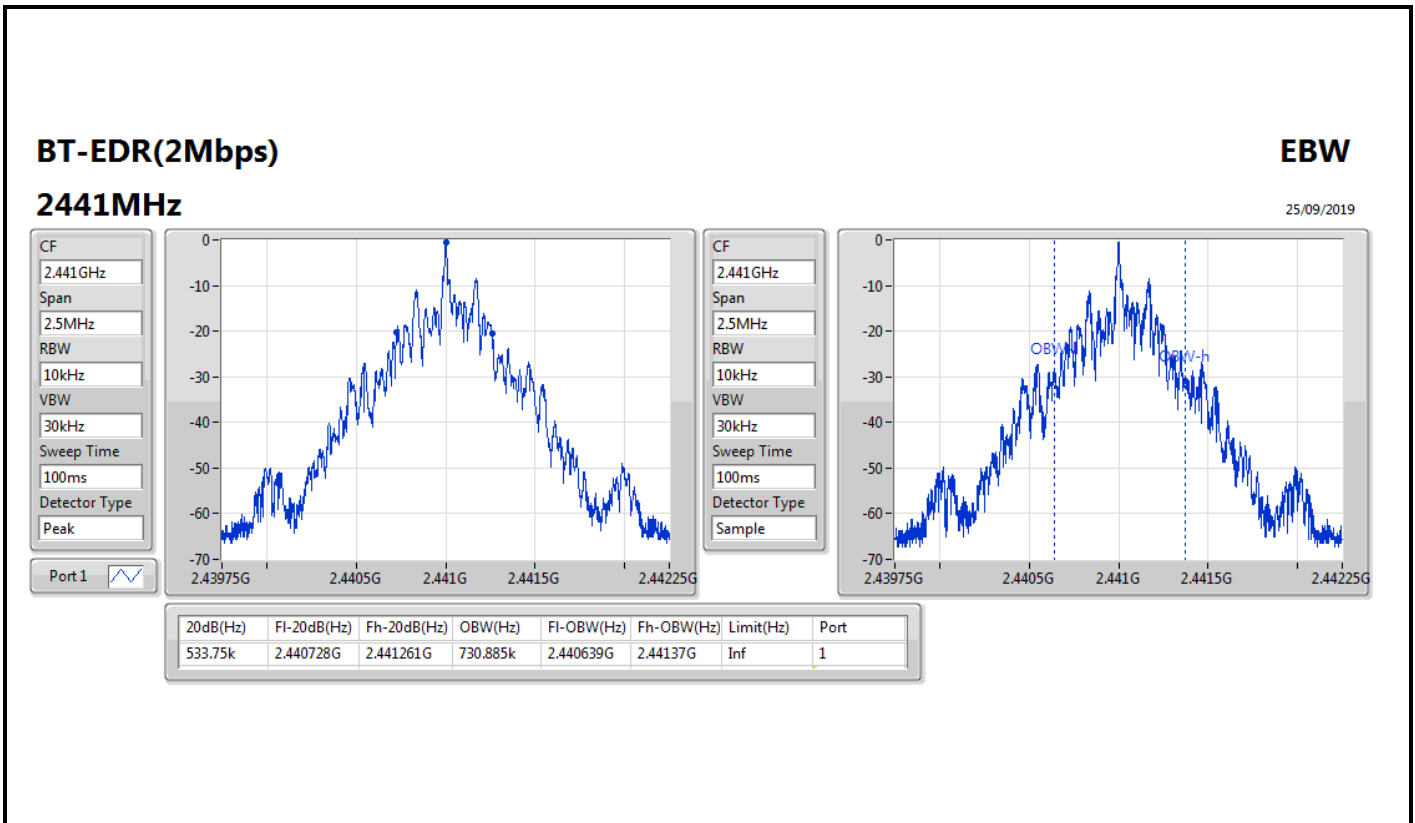 BT-EDR(2Mbps)
EBW
2441MHz
25/09/2019
CF
2.441GHz
Span
2.5MHz
RBW
10kHz
VBW
30kHz
Sweep Time
100ms
Detector Type
Peak
Port 1
0
-10
-20
-30
-40
-50
-60
-70
2.43975G 2.4405G 2.441G 2.4415G 2.44225G
CF
2.441GHz
Span
2.5MHz
RBW
10kHz
VBW
30kHz
Sweep Time
100ms
Detector Type
Sample
0
-10
-20
-30
-40
-50
-60
-70
OBW-h
2.43975G 2.4405G 2.441G 2.4415G 2.44225G
20dB(Hz) Fl-20dB(Hz) Fh-20dB(Hz) OBW(Hz) Fl-OBW(Hz) Fh-OBW(Hz) Limit(Hz) Port
533.75k 2.440728G 2.441261G 730.885k 2.440639G 2.44137G Inf 1